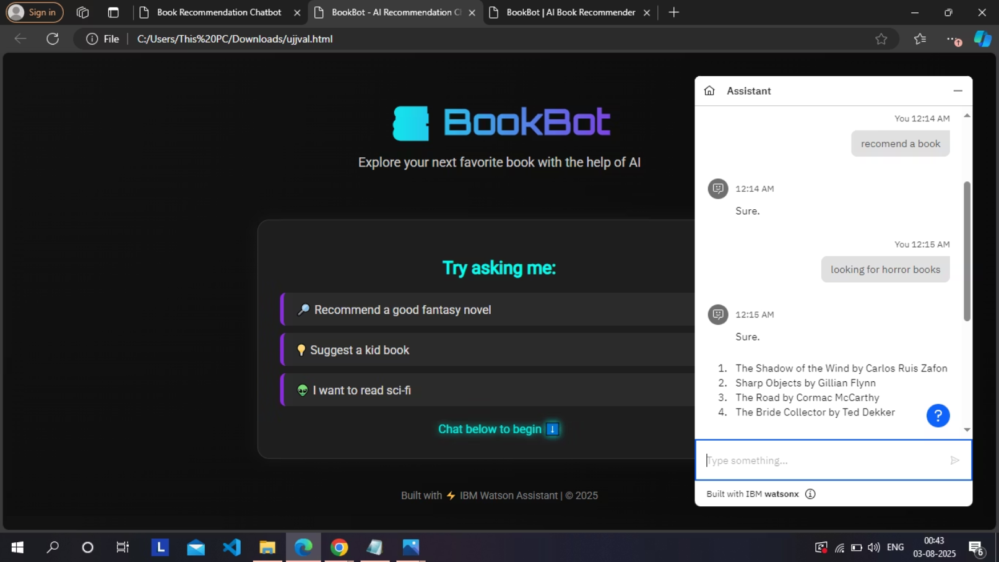 Sign in
Book Recommendation Chatbot
BookBot - AI Recommendation C
BookBot | AI Book Recommender
File
C:/Users/This%20PC/Downloads/ujjval.html
BookBot
Explore your next favorite book with the help of AI
Try asking me:
🔎 Recommend a good fantasy novel
💡 Suggest a kid book
👽 I want to read sci-fi
Chat below to begin ⬇️
Built with ⚡ IBM Watson Assistant | © 2025
Assistant
You 12:14 AM
recomend a book
12:14 AM
Sure.
You 12:15 AM
looking for horror books
12:15 AM
Sure.
1. The Shadow of the Wind by Carlos Ruis Zafon
2. Sharp Objects by Gillian Flynn
3. The Road by Cormac McCarthy
4. The Bride Collector by Ted Dekker
?
Type something...
Built with IBM watsonx
L
ENG
00:43
03-08-2025
6